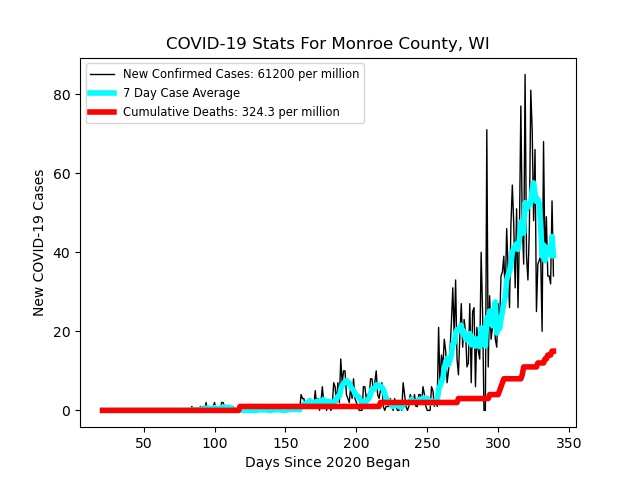 COVID-19 Stats For Monroe County, WI
New Confirmed Cases: 61200 per million
7 Day Case Average
Cumulative Deaths: 324.3 per million
New COVID-19 Cases
80
60
40
20
0
50 100 150 200 250 300 350
Days Since 2020 Began